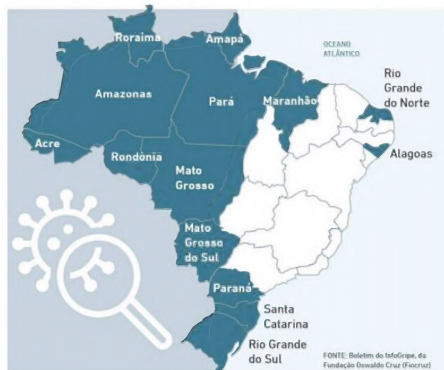 Roraima
Amapá
OCEANO
ATLÂNTICO
Rio
Grande
do Norte
Amazonas
Pará
Maranhão
Alagoas
Acre
Rondônia
Mato
Grosso
Mato
Grosso
do Sul
Paraná
Santa
Catarina
Rio Grande
do Sul
FONTE: Boletim do InfoGripe, da
Fundação Oswaldo Cruz (Fiocruz)